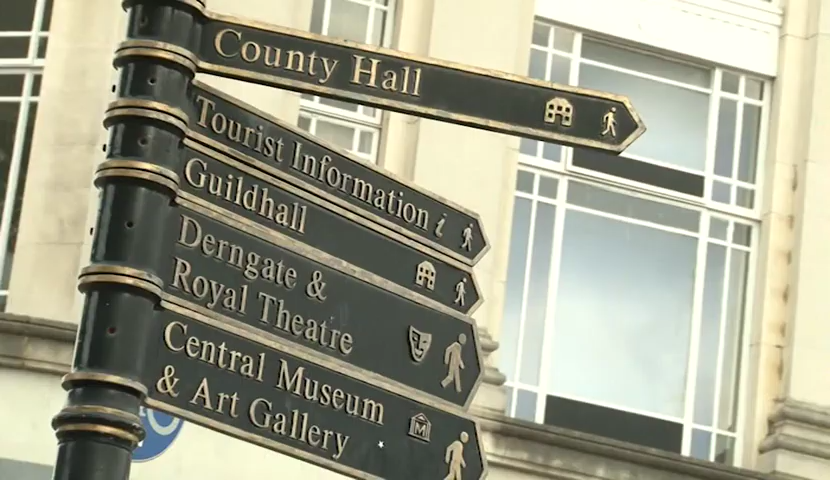 County Hall
Tourist Information i
Guildhall
Derngate &
Royal Theatre
Central Museum
& Art Gallery
M